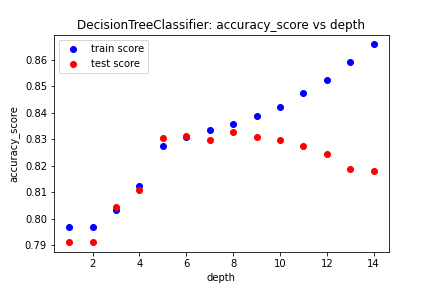 DecisionTreeClassifier: accuracy_score vs depth
train score
test score
0.86
0.85
0.84
0.83
0.82
0.81
0.80
0.79
accuracy_score
2 4 6 8 10 12 14
depth